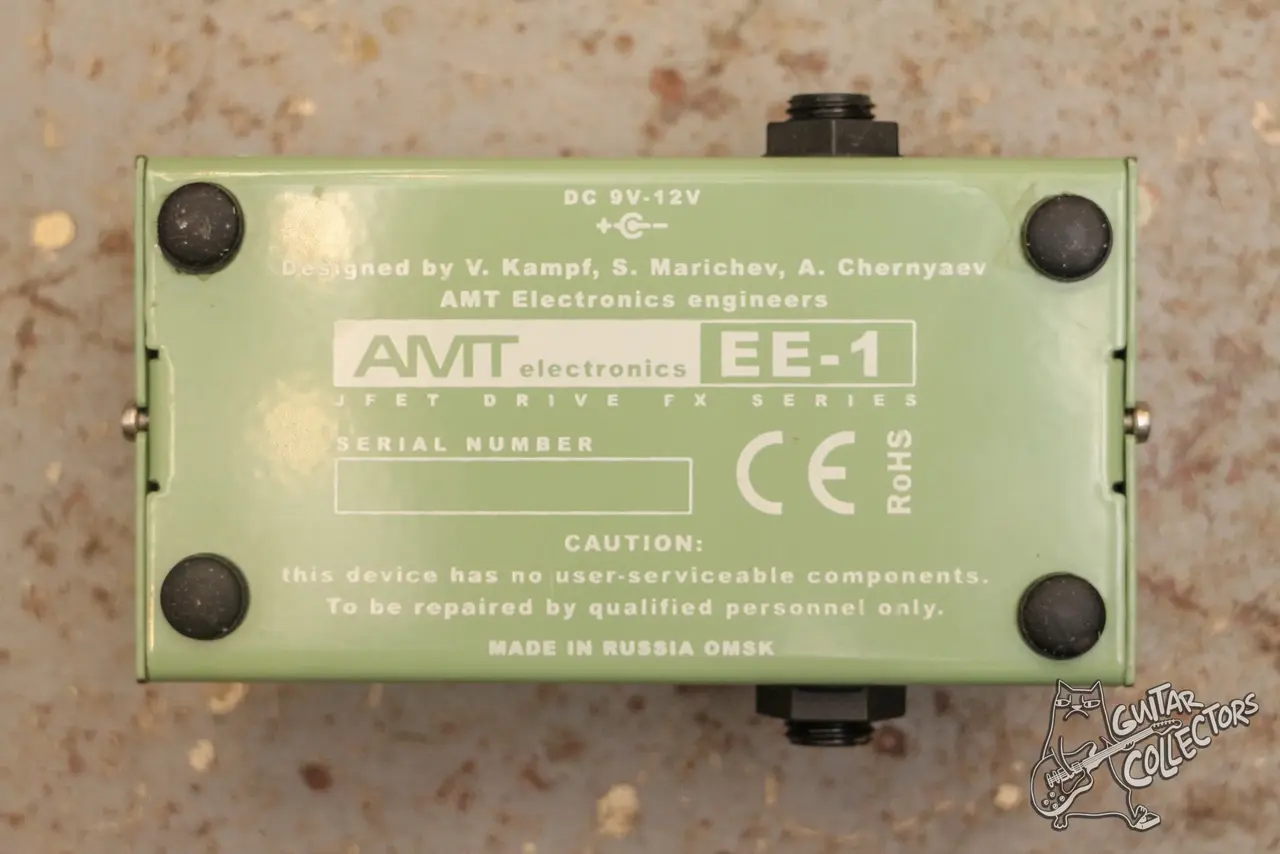 DC 9V-12V
+ -
Designed by V. Kampf, S. Marichev, A. Chernyaev
AMT Electronics engineers
AMT electronics EE-1
JFET DRIVE FX SERIES
SERIAL NUMBER
CE RoHS
CAUTION:
this device has no user-serviceable components.
To be repaired by qualified personnel only.
MADE IN RUSSIA OMSK
GUITAR
COLLECTORS